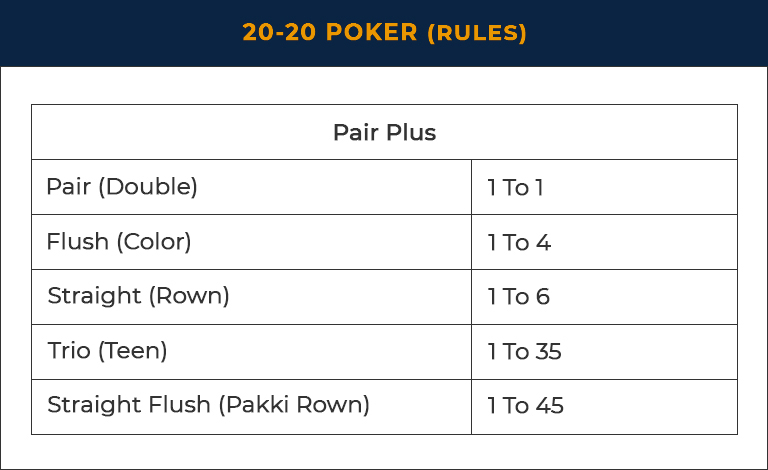 20-20 POKER (RULES)
Pair Plus
Pair (Double) 1 To 1
Flush (Color) 1 To 4
Straight (Rown) 1 To 6
Trio (Teen) 1 To 35
Straight Flush (Pakki Rown) 1 To 45